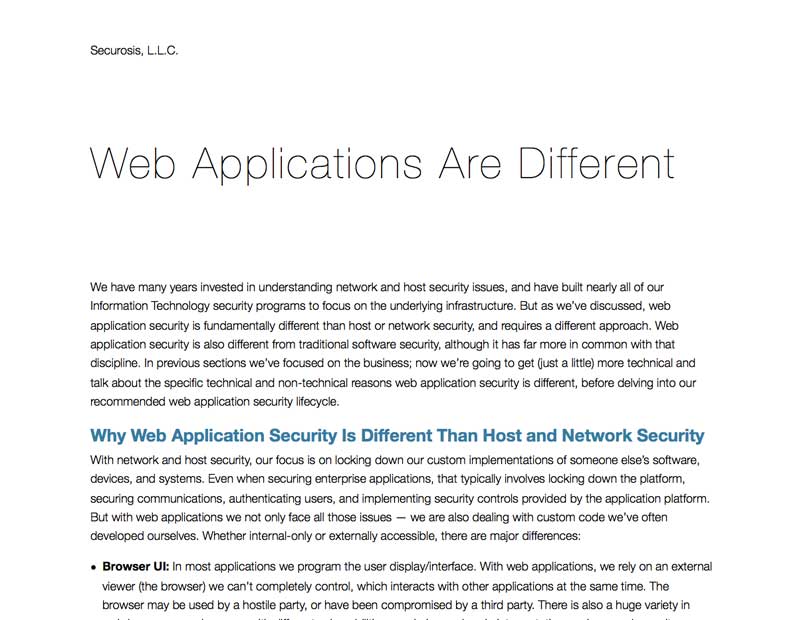 Securosis, L.L.C.
Web Applications Are Different
We have many years invested in understanding network and host security issues, and have built nearly all of our
Information Technology security programs to focus on the underlying infrastructure. But as we've discussed, web
application security is fundamentally different than host or network security, and requires a different approach. Web
application security is also different from traditional software security, although it has far more in common with that
discipline. In previous sections we've focused on the business; now we're going to get (just a little) more technical and
talk about the specific technical and non-technical reasons web application security is different, before delving into our
recommended web application security lifecycle.
Why Web Application Security Is Different Than Host and Network Security
With network and host security, our focus is on locking down our custom implementations of someone else's software,
devices, and systems. Even when securing enterprise applications, that typically involves locking down the platform,
securing communications, authenticating users, and implementing security controls provided by the application platform.
But with web applications we not only face all those issues — we are also dealing with custom code we've often
developed ourselves. Whether internal-only or externally accessible, there are major differences:
• Browser UI: In most applications we program the user display/interface. With web applications, we rely on an external
viewer (the browser) we can't completely control, which interacts with other applications at the same time. The
browser may be used by a hostile party, or have been compromised by a third party. There is also a huge variety in